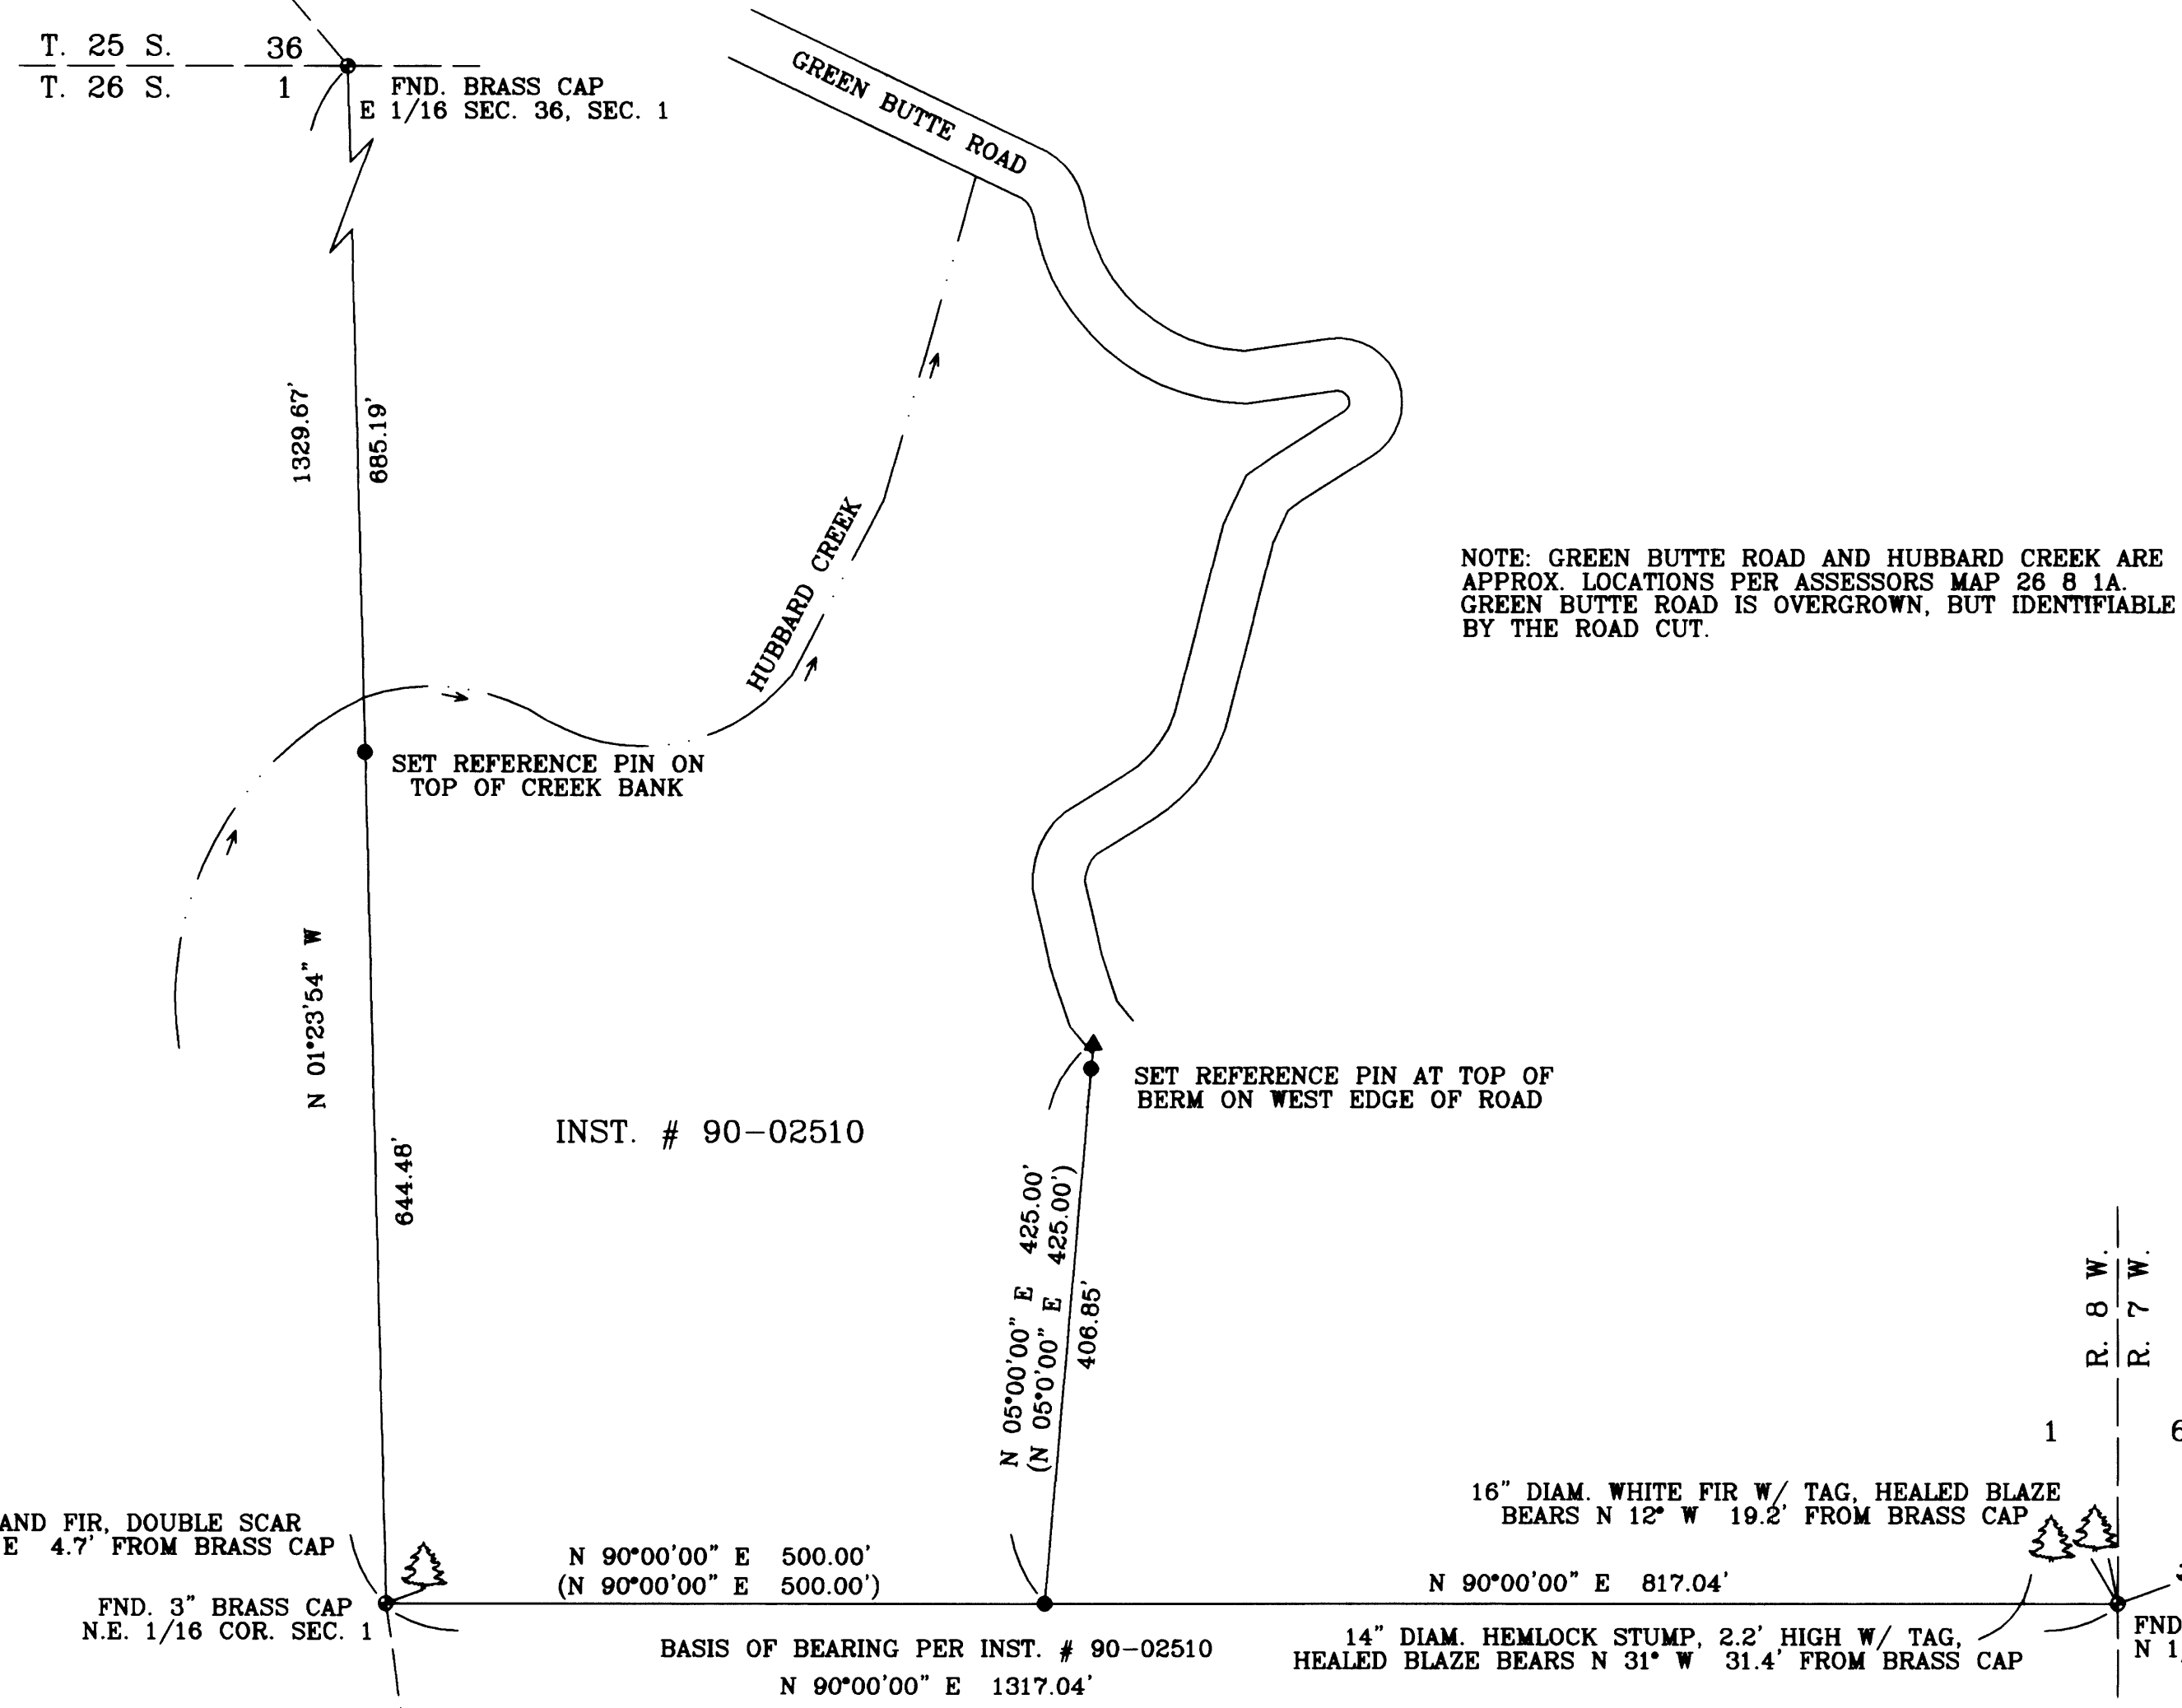 T. 25 S. 36
T. 26 S. 1
FND. BRASS CAP
E 1/16 SEC. 36, SEC. 1
GREEN BUTTE ROAD
1329.67'
685.19'
HUBBARD CREEK
NOTE: GREEN BUTTE ROAD AND HUBBARD CREEK ARE
APPROX. LOCATIONS PER ASSESSORS MAP 26 8 1A.
GREEN BUTTE ROAD IS OVERGROWN, BUT IDENTIFIABLE
BY THE ROAD CUT.
SET REFERENCE PIN ON
TOP OF CREEK BANK
N 01°23'54" W
SET REFERENCE PIN AT TOP OF
BERM ON WEST EDGE OF ROAD
INST. # 90-02510
644.48'
N 05°00'00" E 425.00'
(N 05°0'00" E 425.00')
406.85'
R. 8 W.
R. 7 W.
1 6
16" DIAM. WHITE FIR W/ TAG, HEALED BLAZE
BEARS N 12° W 19.2' FROM BRASS CAP
AND FIR, DOUBLE SCAR
E 4.7' FROM BRASS CAP
N 90°00'00" E 500.00'
(N 90°00'00" E 500.00')
N 90°00'00" E 817.04'
FND. 3" BRASS CAP
N.E. 1/16 COR. SEC. 1
BASIS OF BEARING PER INST. # 90-02510
N 90°00'00" E 1317.04'
14" DIAM. HEMLOCK STUMP, 2.2' HIGH W/ TAG,
HEALED BLAZE BEARS N 31° W 31.4' FROM BRASS CAP
FND
N 1